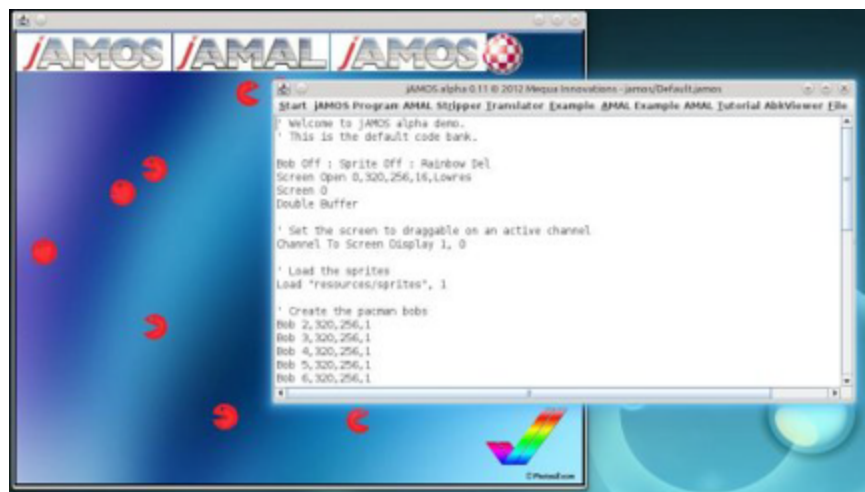 jAMOS jAMAL jAMOS
jAMOS alpha 0.11 © 2012 Mequa Innovations - jamos/Default.jamos
Start jAMOS Program AMAL Stripper Translator Example AMAL Example AMAL Tutorial AbkViewer File
' Welcome to jAMOS alpha demo.
' This is the default code bank.
Bob Off : Sprite Off : Rainbow Del
Screen Open 0,320,256,16,Lowres
Screen 0
Double Buffer
' Set the screen to draggable on an active channel
Channel To Screen Display 1, 0
' Load the sprites
Load "resources/sprites", 1
' Create the pacman bobs
Bob 2,320,256,1
Bob 3,320,256,1
Bob 4,320,256,1
Bob 5,320,256,1
Bob 6,320,256,1